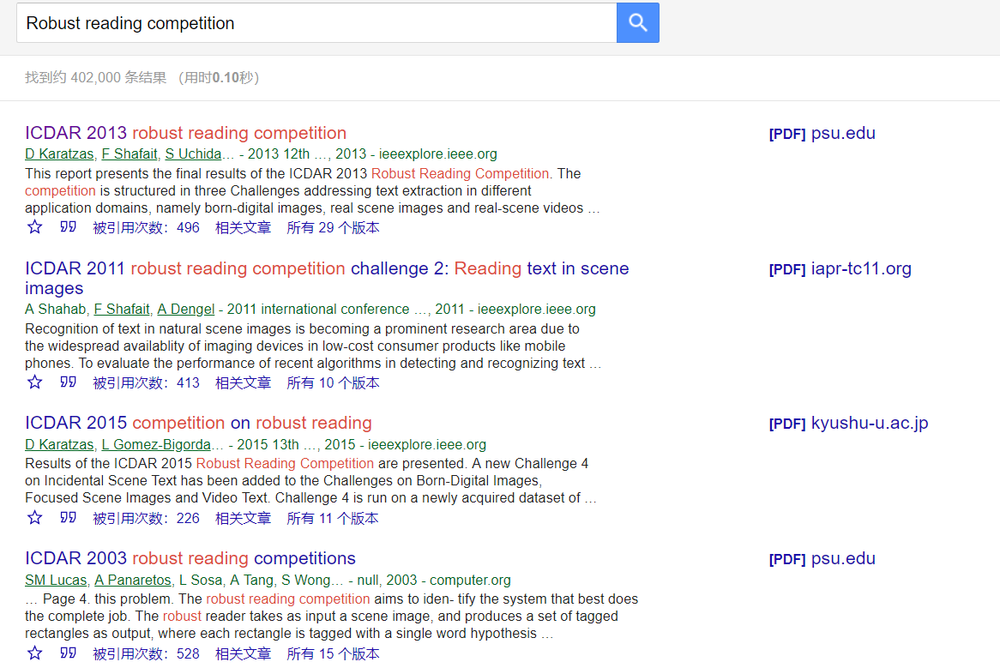 Robust reading competition
找到约 402,000 条结果 （用时0.10秒）
ICDAR 2013 robust reading competition
[PDF] psu.edu
D Karatzas, F Shafait, S Uchida… - 2013 12th …, 2013 - ieeexplore.ieee.org
This report presents the final results of the ICDAR 2013 Robust Reading Competition. The
competition is structured in three Challenges addressing text extraction in different
application domains, namely born-digital images, real scene images and real-scene videos …
被引用次数：496 相关文章 所有 29 个版本
ICDAR 2011 robust reading competition challenge 2: Reading text in scene
images
[PDF] iapr-tc11.org
A Shahab, F Shafait, A Dengel - 2011 international conference …, 2011 - ieeexplore.ieee.org
Recognition of text in natural scene images is becoming a prominent research area due to
the widespread availablity of imaging devices in low-cost consumer products like mobile
phones. To evaluate the performance of recent algorithms in detecting and recognizing text …
被引用次数：413 相关文章 所有 10 个版本
ICDAR 2015 competition on robust reading
[PDF] kyushu-u.ac.jp
D Karatzas, L Gomez-Bigorda… - 2015 13th …, 2015 - ieeexplore.ieee.org
Results of the ICDAR 2015 Robust Reading Competition are presented. A new Challenge 4
on Incidental Scene Text has been added to the Challenges on Born-Digital Images,
Focused Scene Images and Video Text. Challenge 4 is run on a newly acquired dataset of …
被引用次数：226 相关文章 所有 11 个版本
ICDAR 2003 robust reading competitions
[PDF] psu.edu
SM Lucas, A Panaretos, L Sosa, A Tang, S Wong… - null, 2003 - computer.org
… Page 4. this problem. The robust reading competition aims to iden- tify the system that best does
the complete job. The robust reader takes as input a scene image, and produces a set of tagged
rectangles as output, where each rectangle is tagged with a single word hypothesis …
被引用次数：528 相关文章 所有 15 个版本